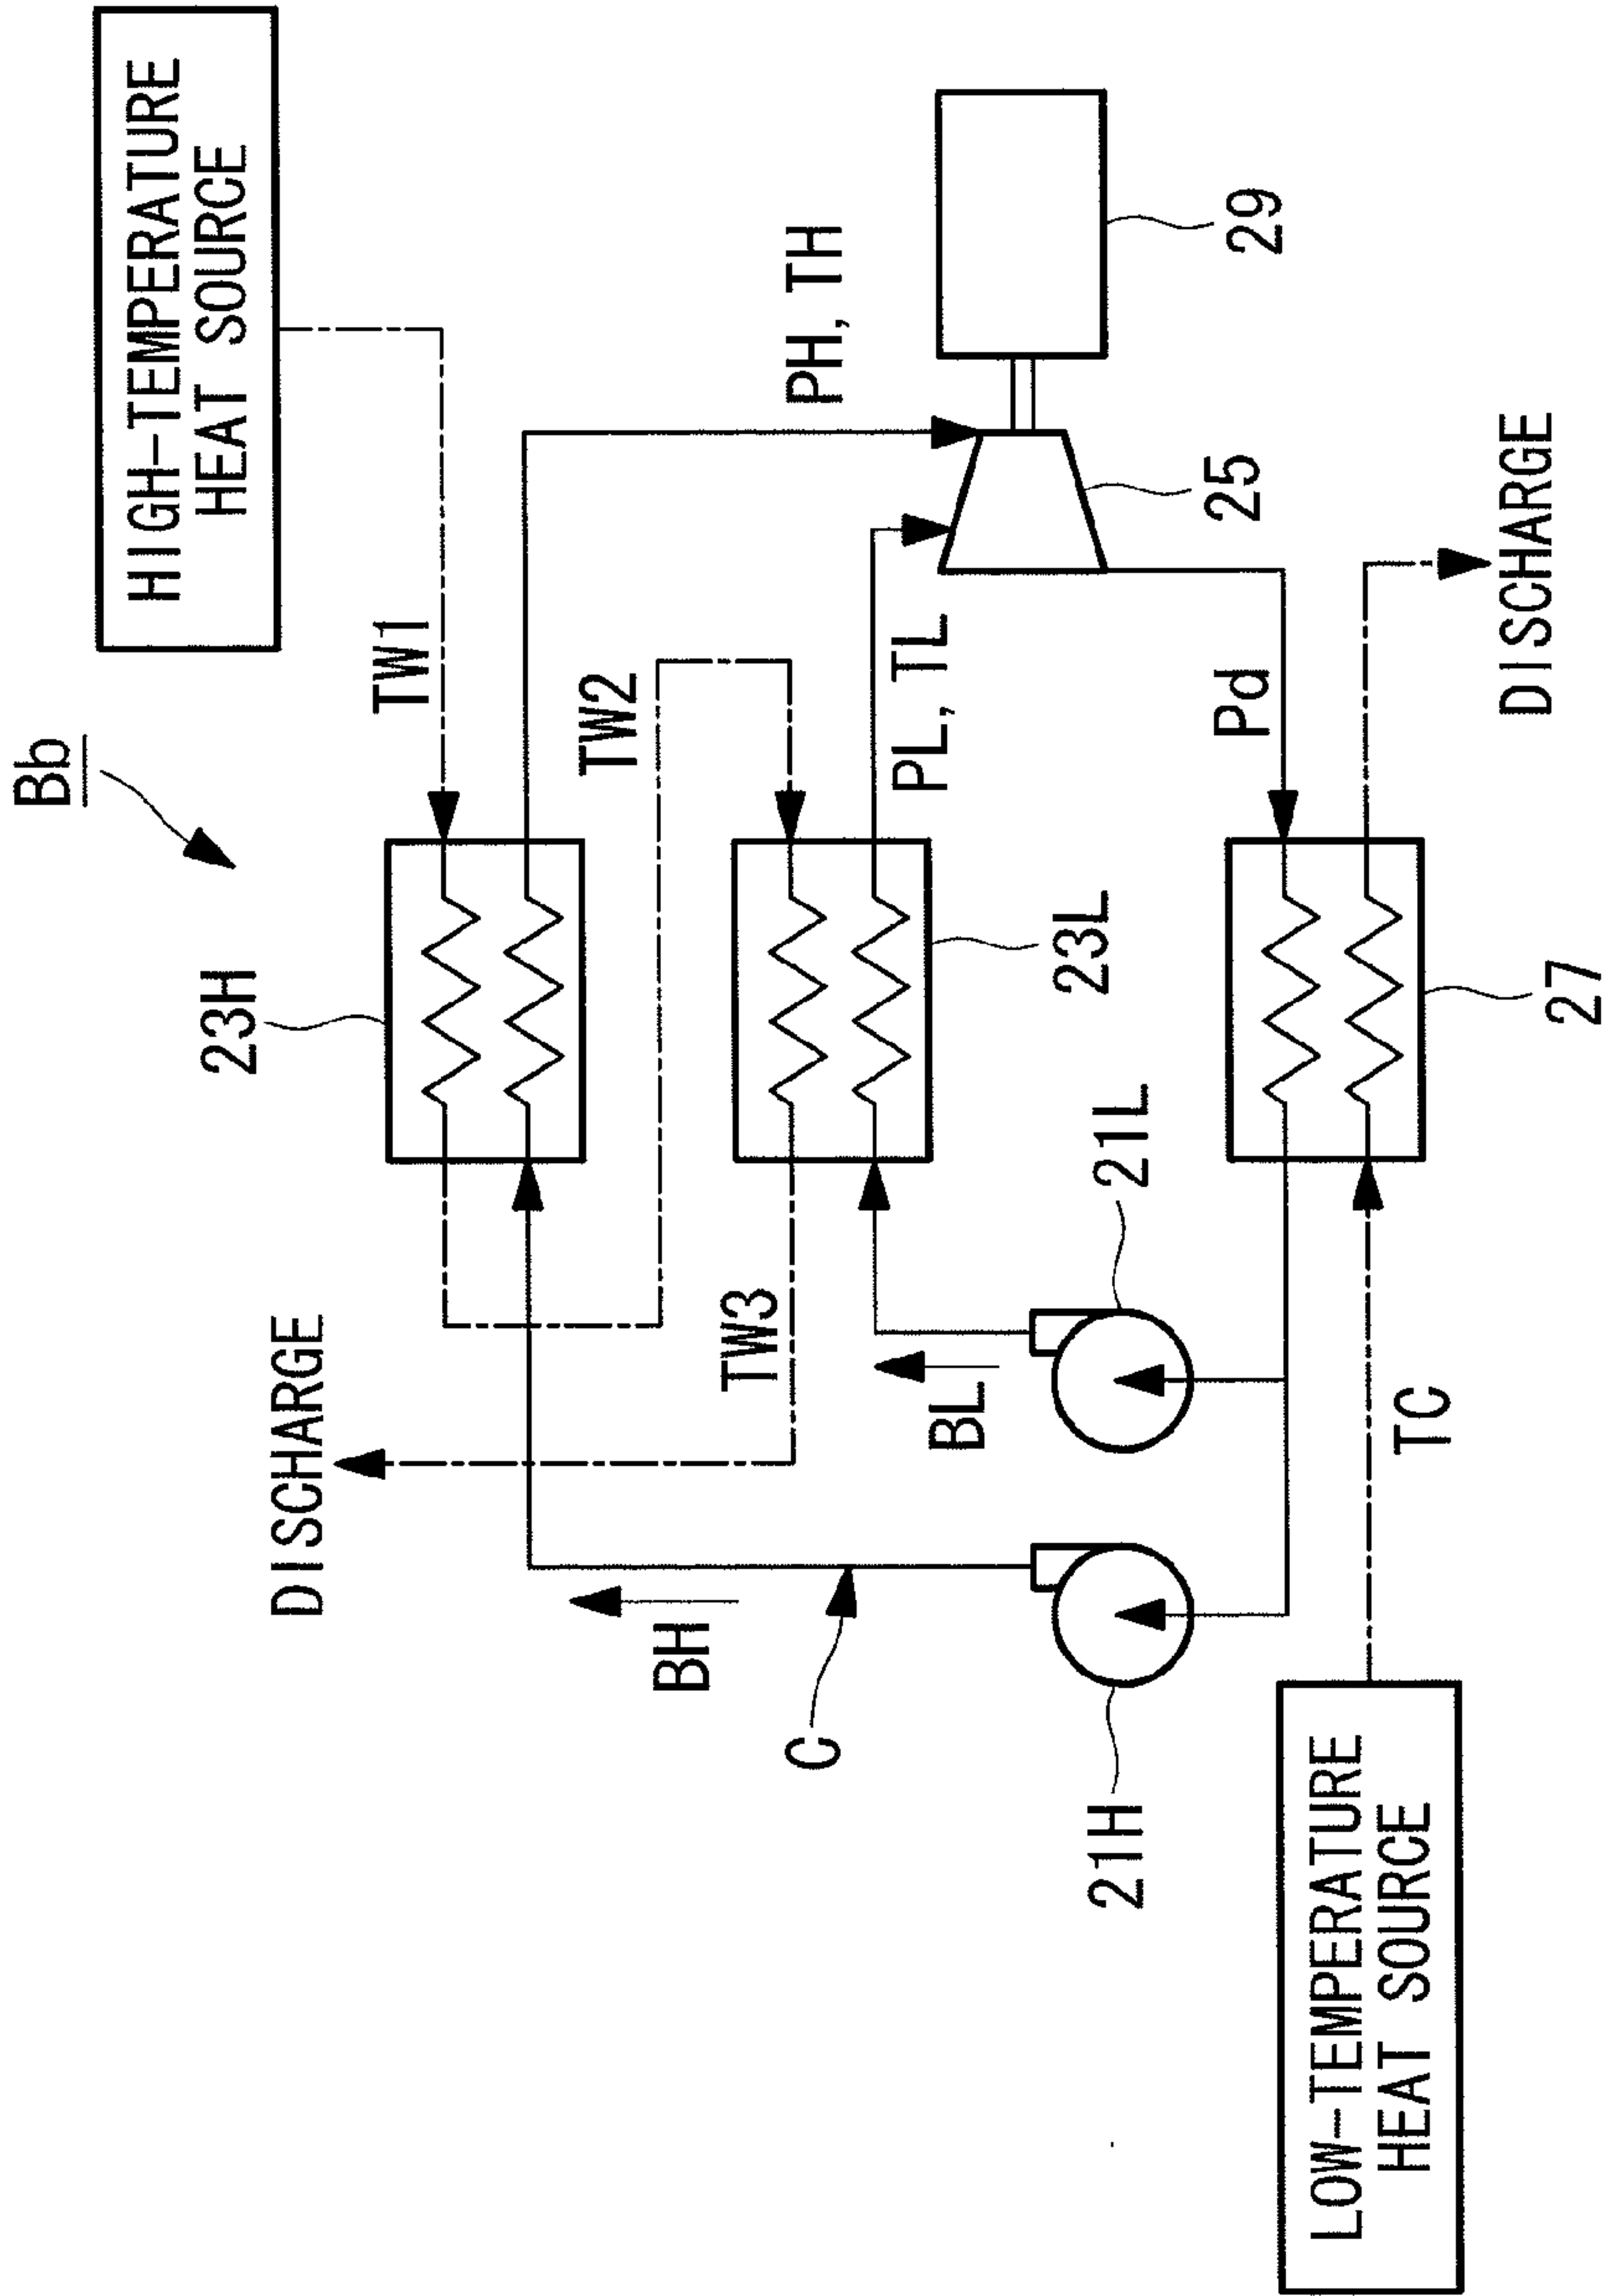 Bb
HIGH-TEMPERATURE
HEAT SOURCE
TW1
23H
DISCHARGE
TW2
PH, TH
BH
TW3
PL, TL
29
C
23L
BL
21L
25
21H
Pd
LOW-TEMPERATURE
HEAT SOURCE
TC
27
DISCHARGE